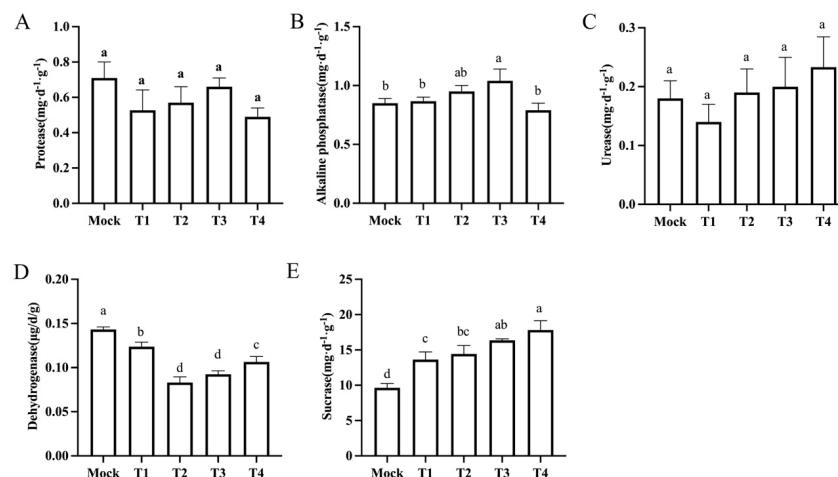 A
Protease(mg·d⁻¹·g⁻¹)
1.0
0.8
0.6
0.4
0.2
0.0
a
a
a
a
a
Mock T1 T2 T3 T4
B
Alkaline phosphatase(mg·d⁻¹·g⁻¹)
1.5
1.0
0.5
0.0
b
b
ab
a
b
Mock T1 T2 T3 T4
C
Urease(mg·d⁻¹·g⁻¹)
0.3
0.2
0.1
0.0
a
a
a
a
a
Mock T1 T2 T3 T4
D
Dehydrogenase(μg/d/g)
0.20
0.15
0.10
0.05
0.00
a
b
d
d
c
Mock T1 T2 T3 T4
E
Sucrase(mg·d⁻¹·g⁻¹)
25
20
15
10
5
0
d
c
bc
ab
a
Mock T1 T2 T3 T4